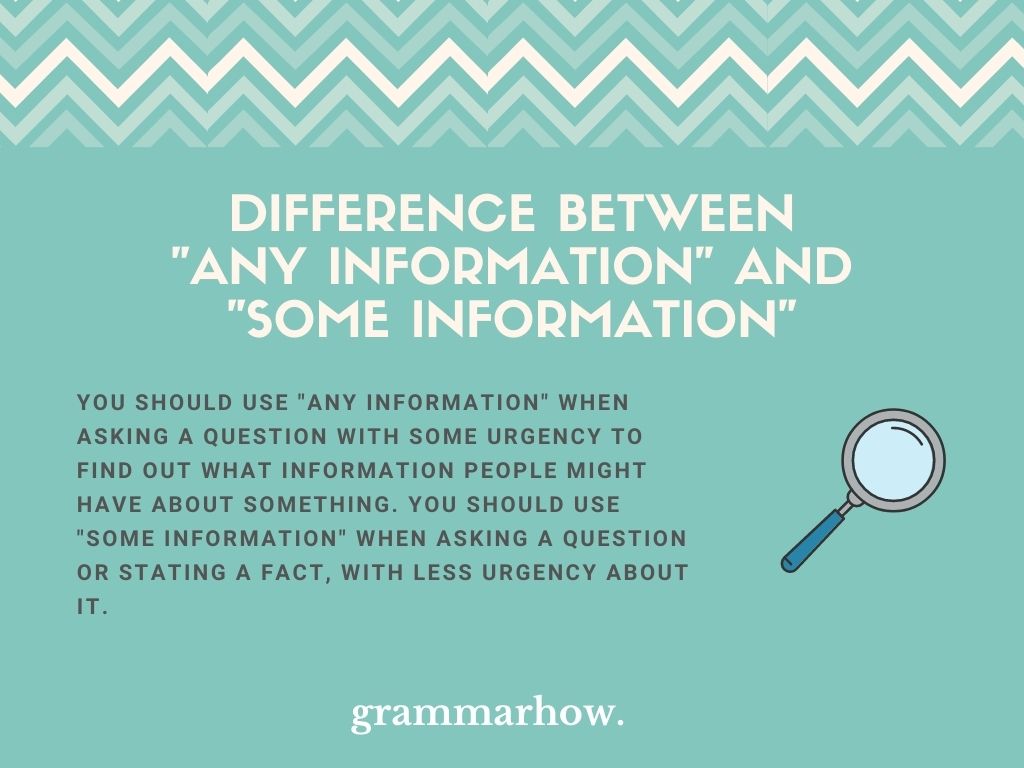 DIFFERENCE BETWEEN
"ANY INFORMATION" AND
"SOME INFORMATION"
YOU SHOULD USE "ANY INFORMATION" WHEN
ASKING A QUESTION WITH SOME URGENCY TO
FIND OUT WHAT INFORMATION PEOPLE MIGHT
HAVE ABOUT SOMETHING. YOU SHOULD USE
"SOME INFORMATION" WHEN ASKING A QUESTION
OR STATING A FACT, WITH LESS URGENCY ABOUT
IT.
grammarhow.